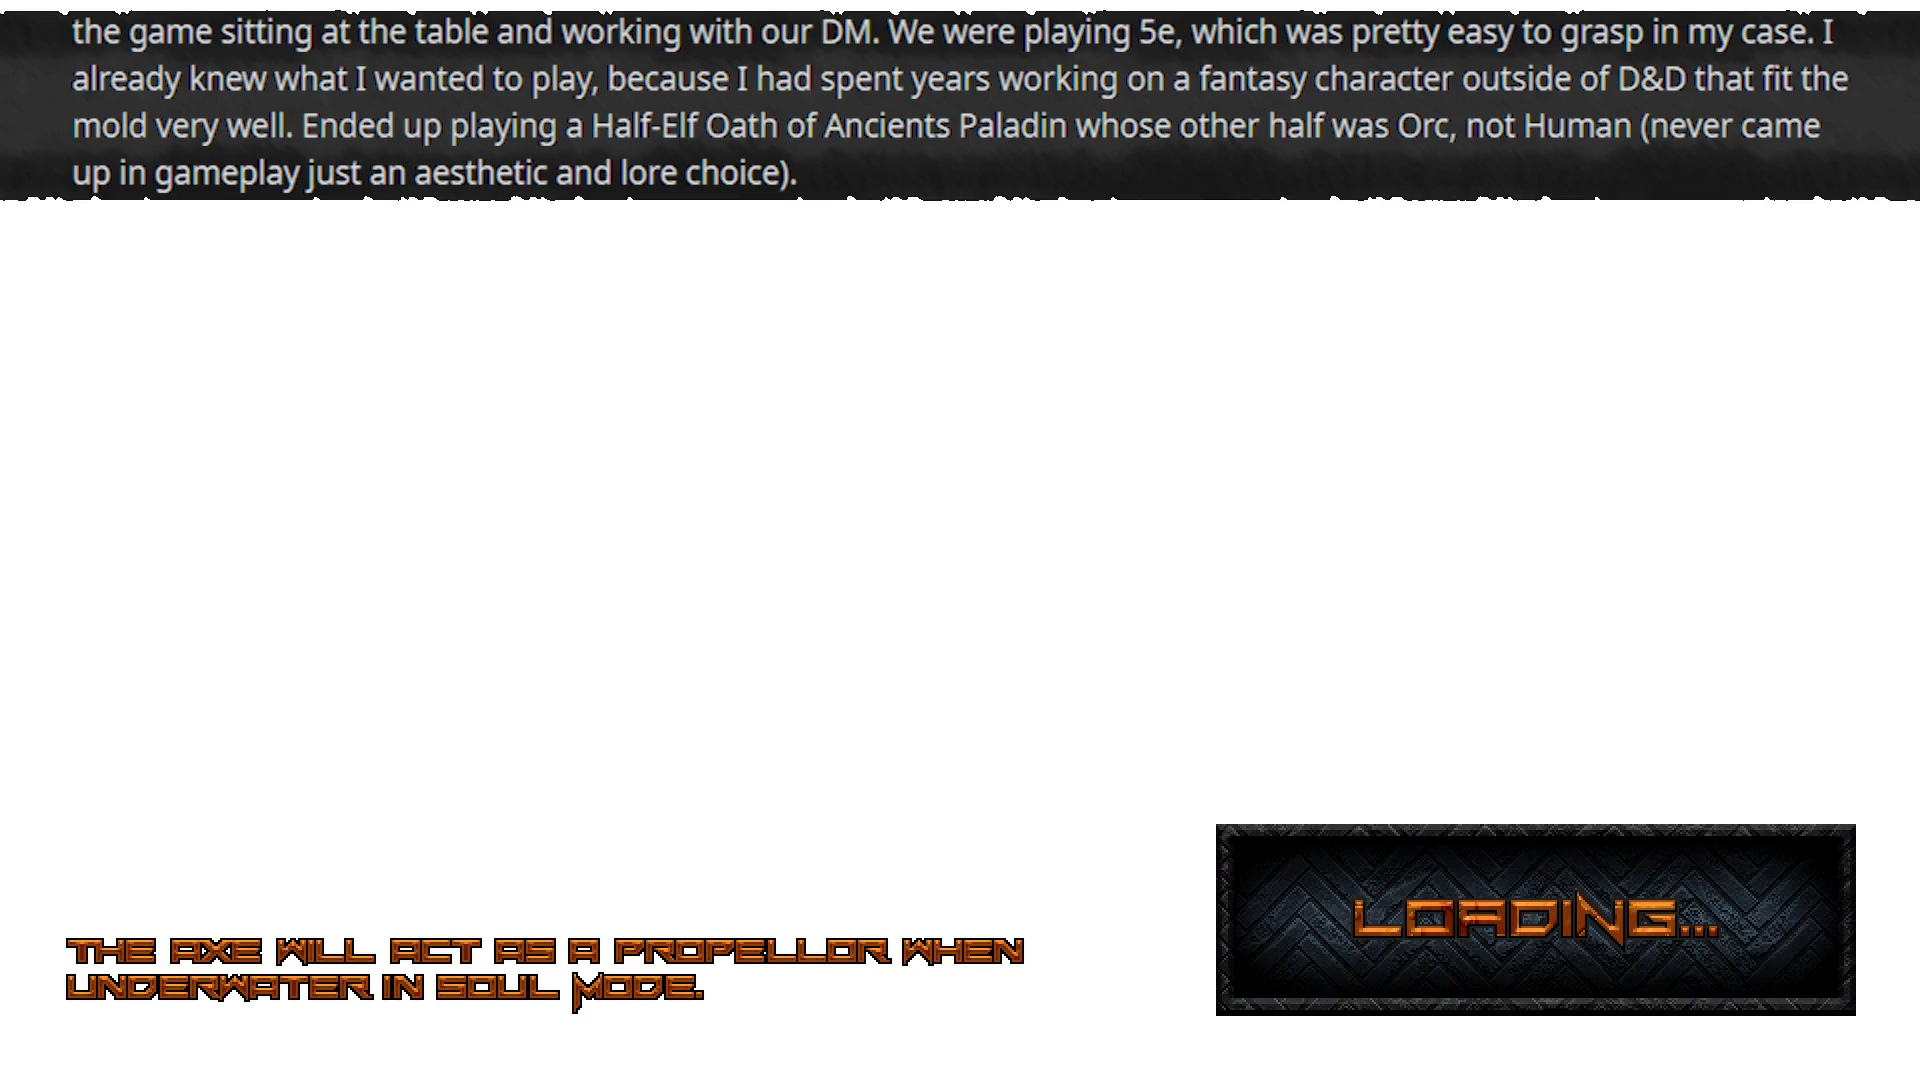 the game sitting at the table and working with our DM. We were playing 5e, which was pretty easy to grasp in my case. I
already knew what I wanted to play, because I had spent years working on a fantasy character outside of D&D that fit the
mold very well. Ended up playing a Half-Elf Oath of Ancients Paladin whose other half was Orc, not Human (never came
up in gameplay just an aesthetic and lore choice).
LOADING...
THE AXE WILL ACT AS A PROPELLOR WHEN
UNDERWATER IN SOUL MODE.